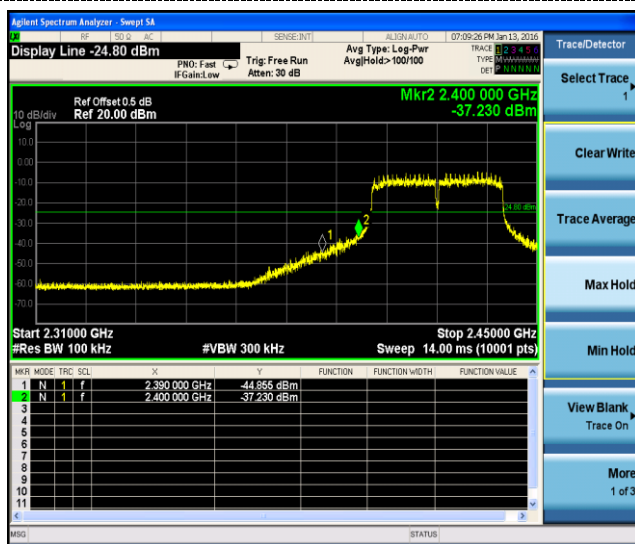 Agilent Spectrum Analyzer - Swept SA
RF 50 Ω AC SENSE:INT ALIGN AUTO 07:09:26 PM Jan 13, 2016
Display Line -24.80 dBm
PNO: Fast Trig: Free Run Avg Type: Log-Pwr TRACE 1 2 3 4 5 6
IFGain:Low Atten: 30 dB Avg|Hold:>100/100 TYPE M
DET P N N N N N
Trace/Detector
Select Trace
1
Clear Write
Trace Average
Max Hold
Min Hold
View Blank
Trace On
More
1 of 3
Ref Offset 0.5 dB Mkr2 2.400 000 GHz
10 dB/div Ref 20.00 dBm -37.230 dBm
Log
10.0
0.00
-10.0
-20.0
-24.80 dBm
-30.0
-40.0
-50.0
-60.0
-70.0
1
2
Start 2.31000 GHz Stop 2.45000 GHz
#Res BW 100 kHz #VBW 300 kHz Sweep 14.00 ms (10001 pts)
MKR MODE TRC SCL X Y FUNCTION FUNCTION WIDTH FUNCTION VALUE
1 N 1 f 2.390 000 GHz -44.855 dBm
2 N 1 f 2.400 000 GHz -37.230 dBm
3
4
5
6
7
8
9
10
11
MSG STATUS